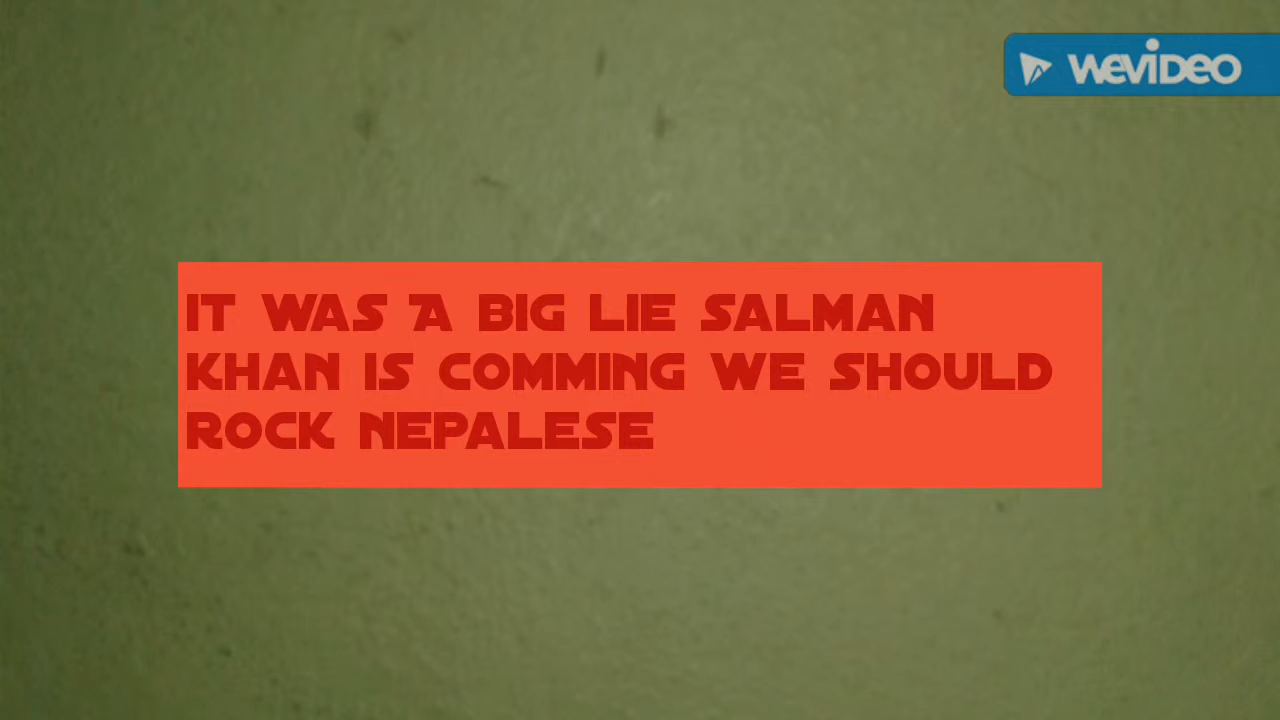 WEVIDEO
IT WAS A BIG LIE SALMAN
KHAN IS COMMING WE SHOULD
ROCK NEPALESE